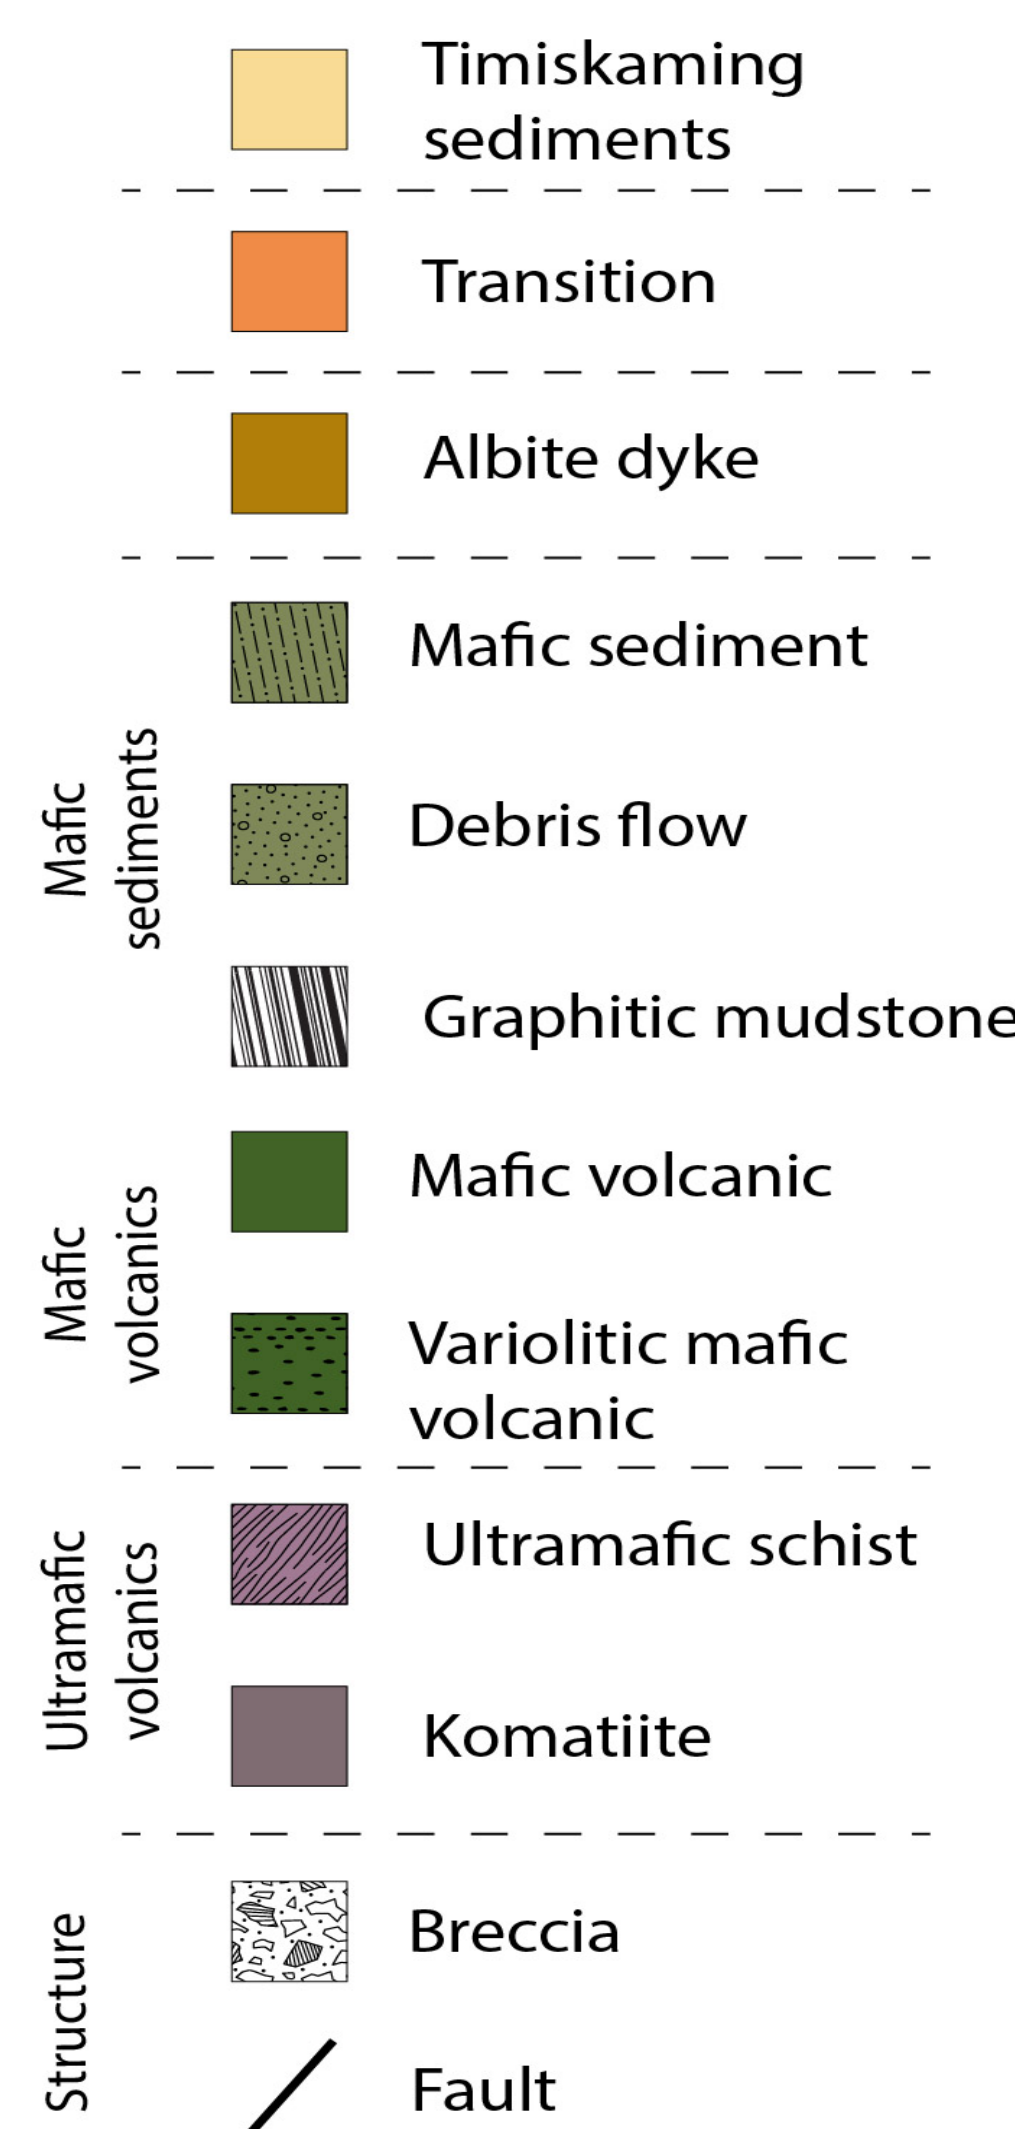 Timiskaming
sediments
Transition
Albite dyke
Mafic
sediments
Mafic sediment
Debris flow
Graphitic mudstone
Mafic
volcanics
Mafic volcanic
Variolitic mafic
volcanic
Ultramafic
volcanics
Ultramafic schist
Komatiite
Structure
Breccia
Fault